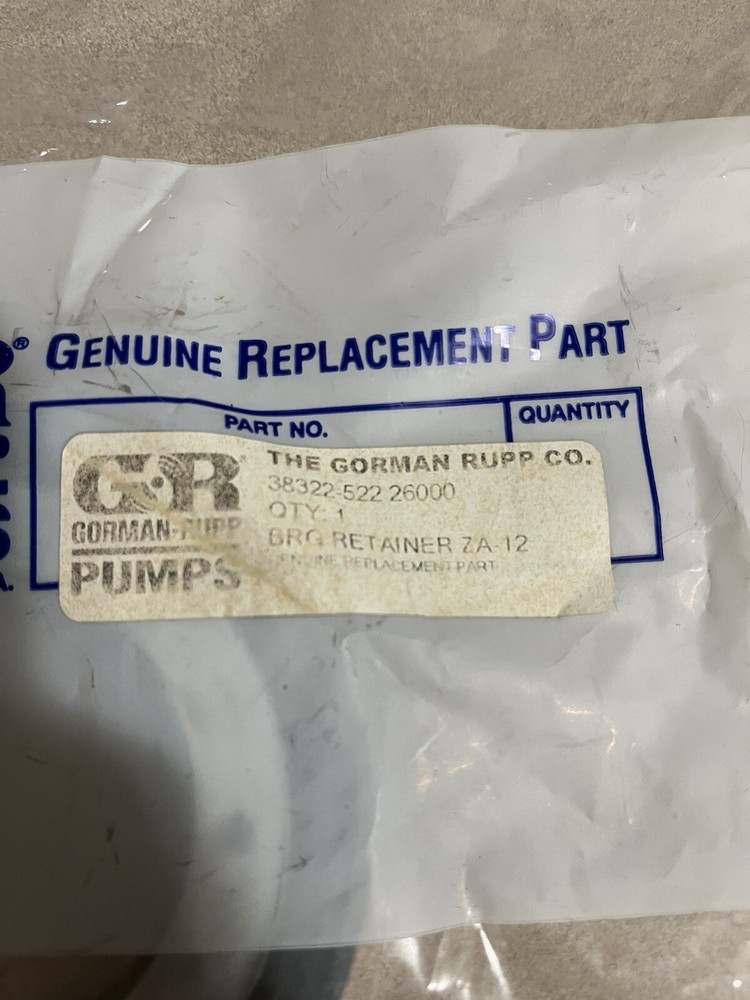 ®
GENUINE REPLACEMENT PART
PART NO.
QUANTITY
GR
GORMAN-RUPP
PUMPS
THE GORMAN RUPP CO.
38322-522 26000
QTY: 1
BRG RETAINER ZA-12
GENUINE REPLACEMENT PART